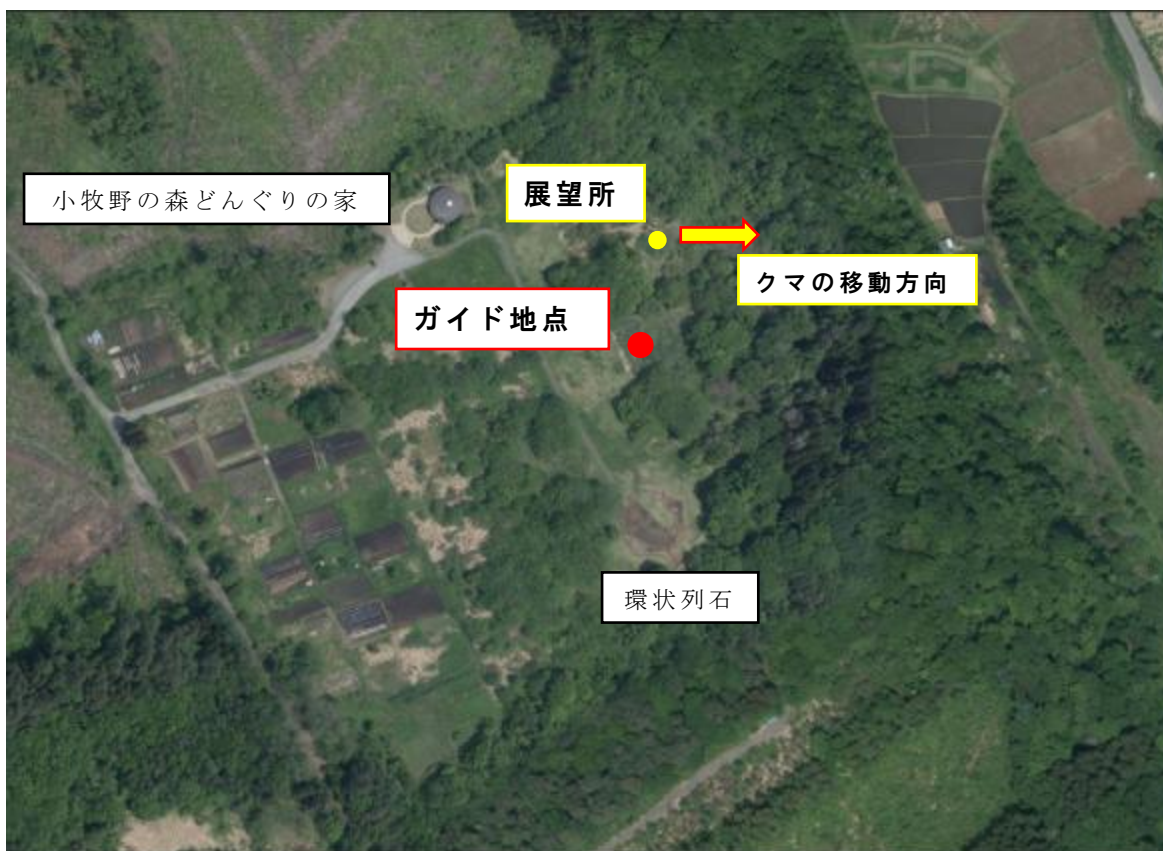 小牧野の森どんぐりの家
展望所
クマの移動方向
ガイド地点
環状列石